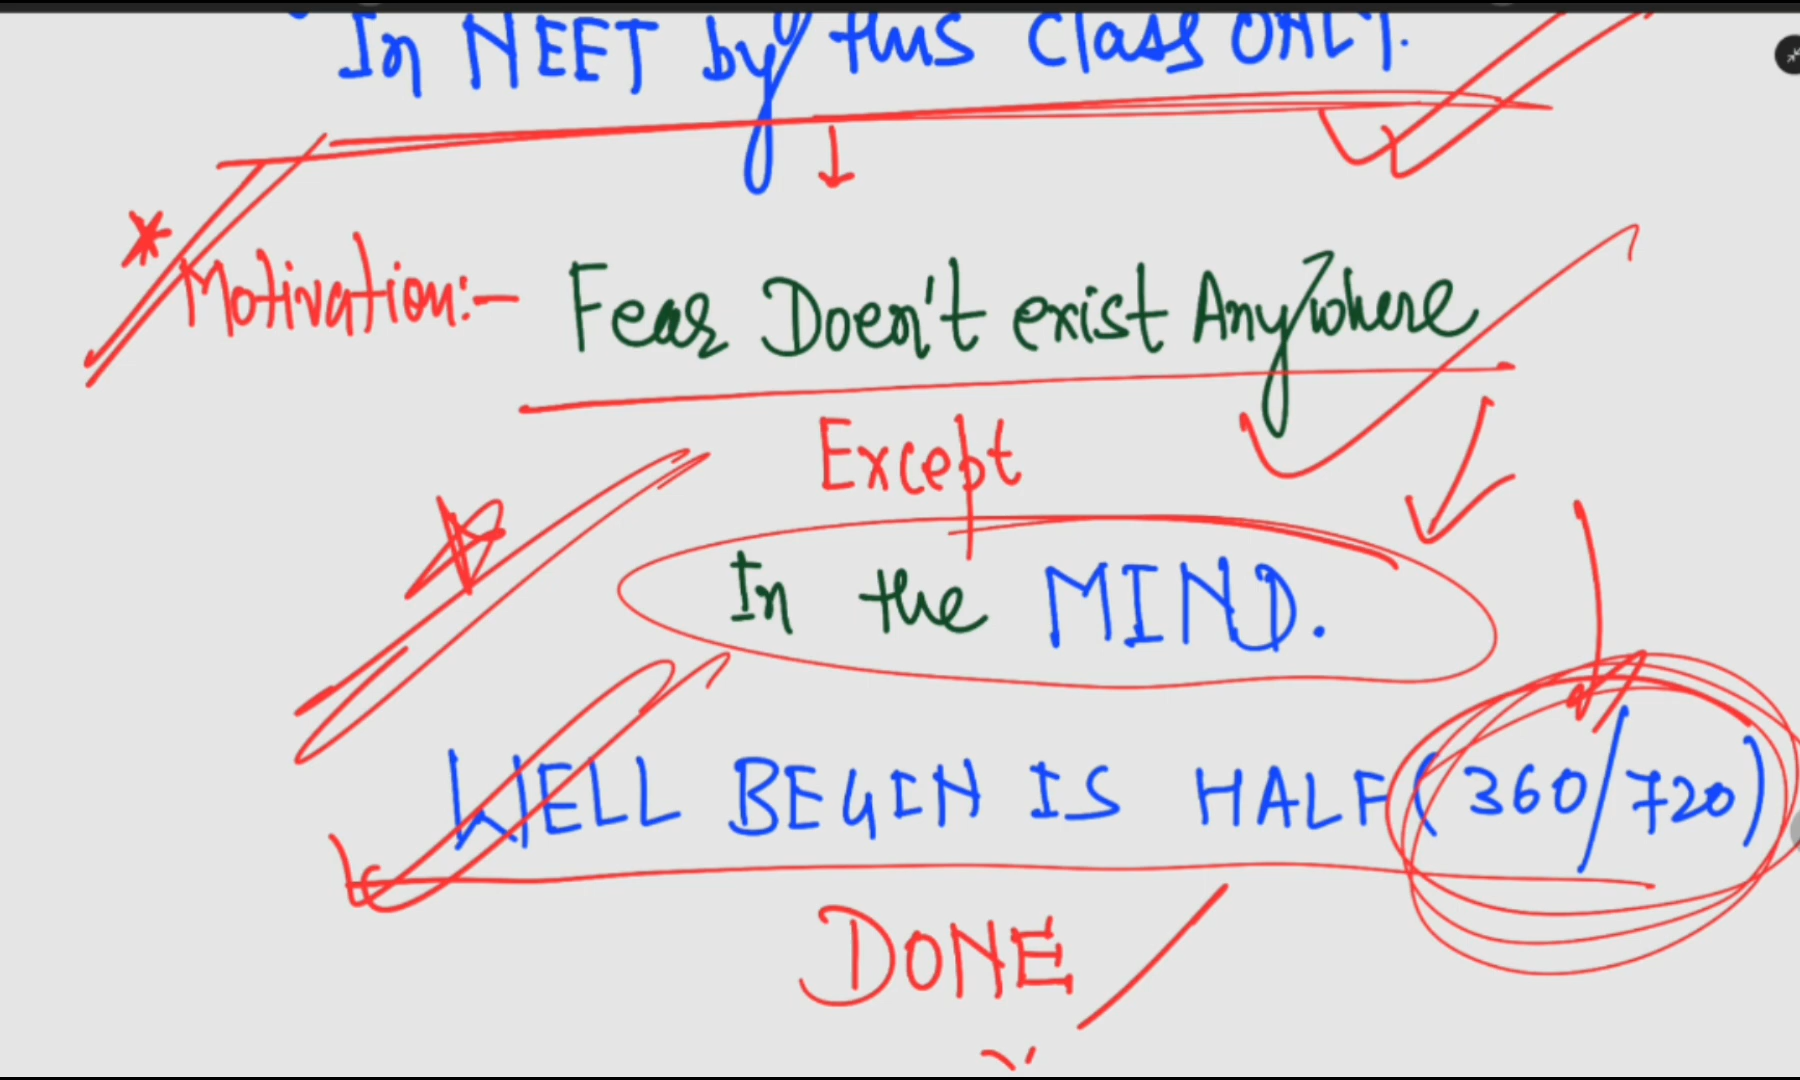 In NEET by this Class ONLY.
* Motivation:- Fear Doen't exist Anywhere
Except
In the MIND.
WELL BEGIN IS HALF (360/720)
DONE